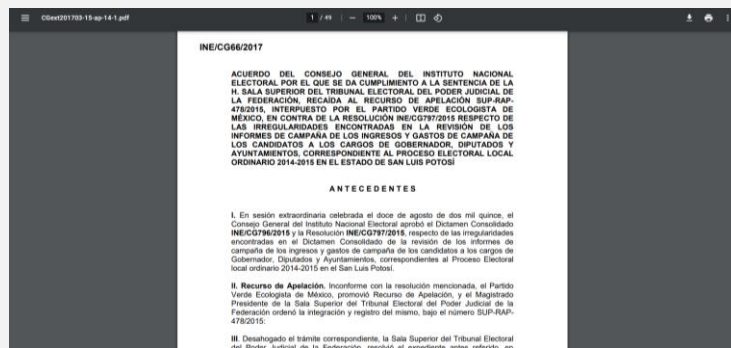 CGext201703-15-ap-14-1.pdf
1 / 49
100%
INE/CG66/2017
ACUERDO DEL CONSEJO GENERAL DEL INSTITUTO NACIONAL
ELECTORAL POR EL QUE SE DA CUMPLIMIENTO A LA SENTENCIA DE LA
H. SALA SUPERIOR DEL TRIBUNAL ELECTORAL DEL PODER JUDICIAL DE
LA FEDERACIÓN, RECAÍDA AL RECURSO DE APELACIÓN SUP-RAP-
478/2015, INTERPUESTO POR EL PARTIDO VERDE ECOLOGISTA DE
MÉXICO, EN CONTRA DE LA RESOLUCIÓN INE/CG797/2015 RESPECTO DE
LAS IRREGULARIDADES ENCONTRADAS EN LA REVISIÓN DE LOS
INFORMES DE CAMPAÑA DE LOS INGRESOS Y GASTOS DE CAMPAÑA DE
LOS CANDIDATOS A LOS CARGOS DE GOBERNADOR, DIPUTADOS Y
AYUNTAMIENTOS, CORRESPONDIENTE AL PROCESO ELECTORAL LOCAL
ORDINARIO 2014-2015 EN EL ESTADO DE SAN LUIS POTOSÍ
ANTECEDENTES
I. En sesión extraordinaria celebrada el doce de agosto de dos mil quince, el
Consejo General del Instituto Nacional Electoral aprobó el Dictamen Consolidado
INE/CG796/2015 y la Resolución INE/CG797/2015, respecto de las irregularidades
encontradas en el Dictamen Consolidado de la revisión de los informes de
campaña de los ingresos y gastos de campaña de los candidatos a los cargos de
Gobernador, Diputados y Ayuntamientos, correspondientes al Proceso Electoral
local ordinario 2014-2015 en el San Luis Potosí.
II. Recurso de Apelación. Inconforme con la resolución mencionada, el Partido
Verde Ecologista de México, promovió Recurso de Apelación, y el Magistrado
Presidente de la Sala Superior del Tribunal Electoral del Poder Judicial de la
Federación ordenó la integración y registro del mismo, bajo el número SUP-RAP-
478/2015:
III. Desahogado el trámite correspondiente, la Sala Superior del Tribunal Electoral
del Poder Judicial de la Federación, resolvió el expediente antes referido, en